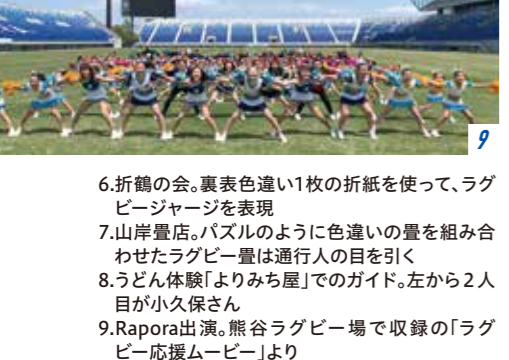 9
6.折鶴の会。裏表色違い1枚の折紙を使って、ラグ
ビージャージを表現
7.山岸畳店。パズルのように色違いの畳を組み合
わせたラグビー畳は通行人の目を引く
8.うどん体験「よりみち屋」でのガイド。左から2人
目が小久保さん
9.Rapora出演。熊谷ラグビー場で収録の「ラグ
ビー応援ムービー」より